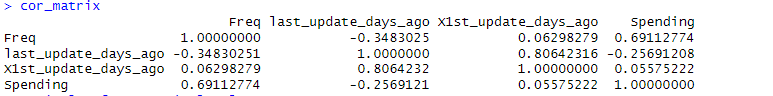 > cor_matrix
Freq last_update_days_ago X1st_update_days_ago Spending
Freq 1.00000000 -0.3483025 0.06298279 0.69112774
last_update_days_ago -0.34830251 1.0000000 0.80642316 -0.25691208
X1st_update_days_ago 0.06298279 0.8064232 1.00000000 0.05575222
Spending 0.69112774 -0.2569121 0.05575222 1.00000000